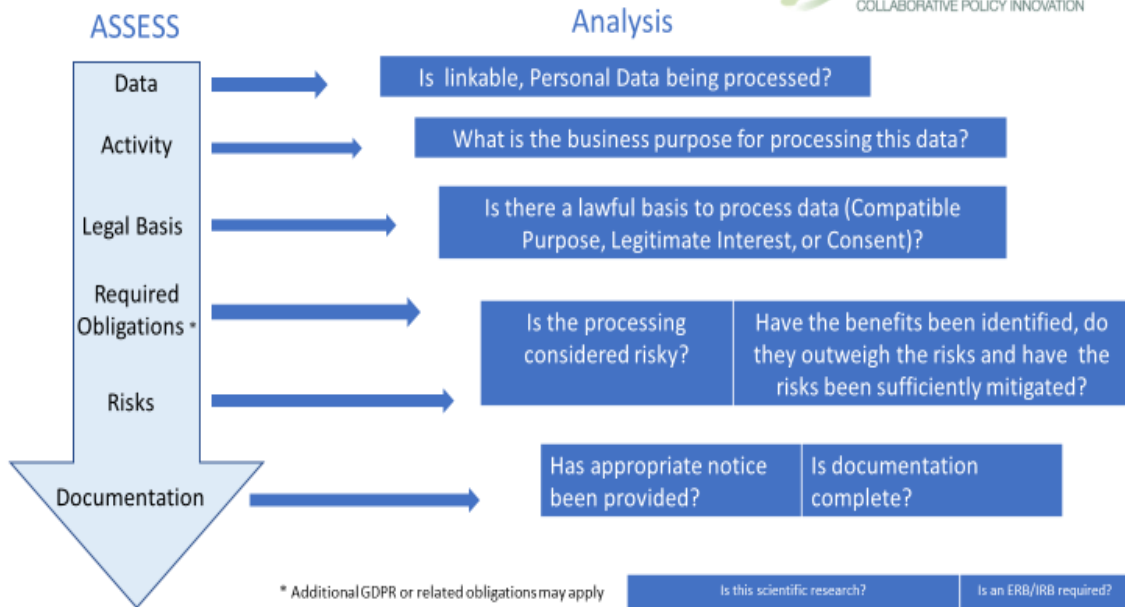 COLLABORATIVE POLICY INNOVATION
ASSESS
Analysis
Data
Is linkable, Personal Data being processed?
Activity
What is the business purpose for processing this data?
Legal Basis
Is there a lawful basis to process data (Compatible
Purpose, Legitimate Interest, or Consent)?
Required
Obligations *
Is the processing
considered risky?
Have the benefits been identified, do
they outweigh the risks and have the
risks been sufficiently mitigated?
Risks
Documentation
Has appropriate notice
been provided?
Is documentation
complete?
* Additional GDPR or related obligations may apply
Is this scientific research?
Is an ERB/IRB required?